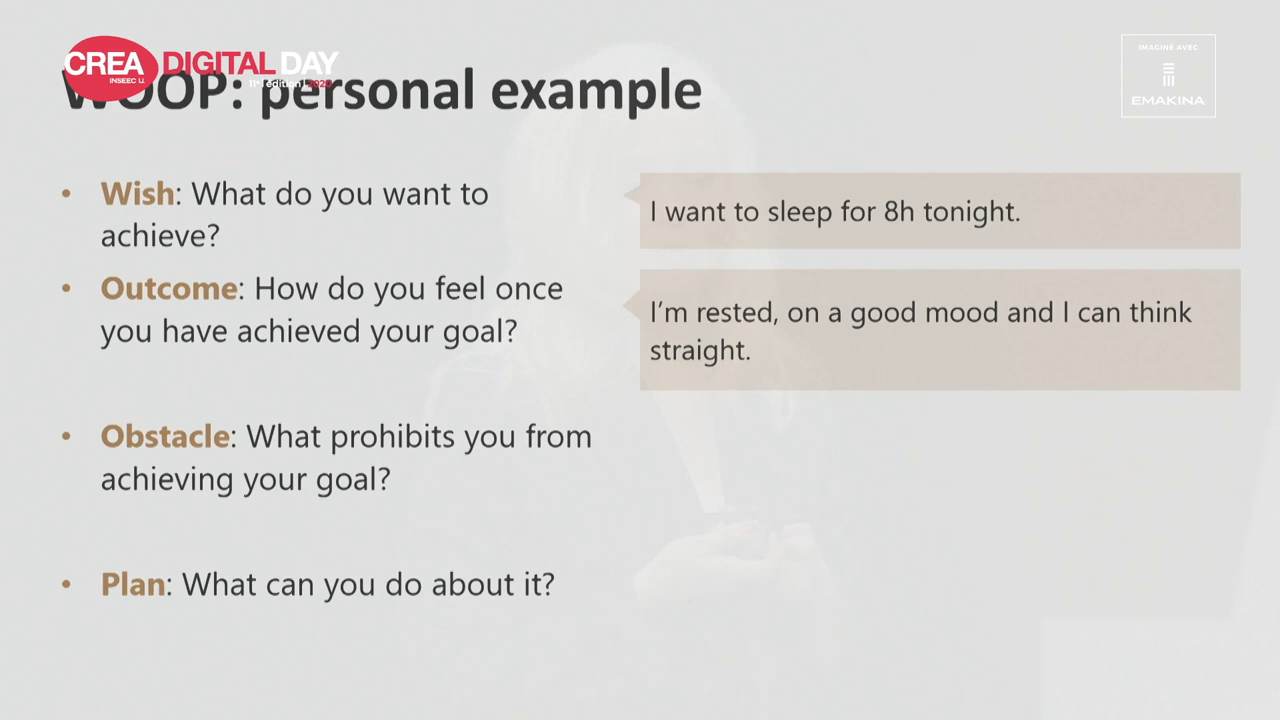 CREA DIGITAL DAY
INSEEC U.
11th edition | 2020
WOOP: personal example
IMAGINÉ AVEC
EMAKINA
• Wish: What do you want to
achieve?
I want to sleep for 8h tonight.
• Outcome: How do you feel once
you have achieved your goal?
I'm rested, on a good mood and I can think
straight.
• Obstacle: What prohibits you from
achieving your goal?
• Plan: What can you do about it?